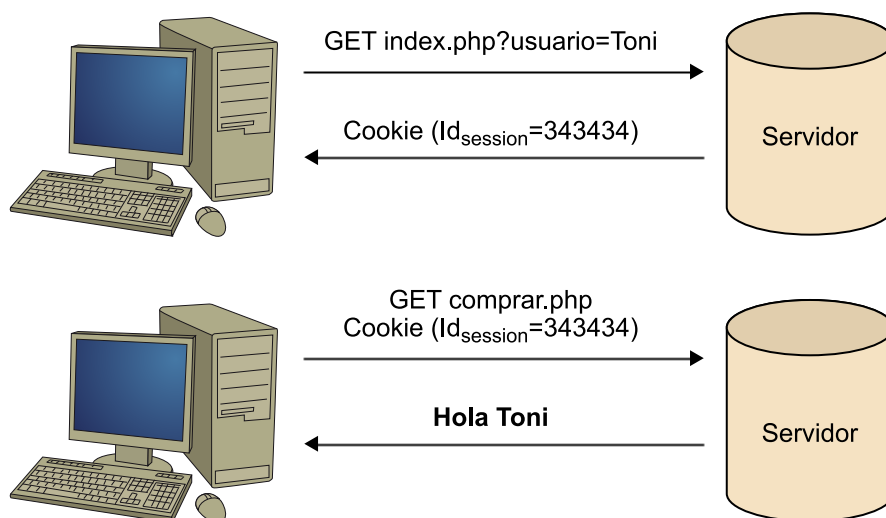 GET index.php?usuario=Toni
Cookie (Idsession=343434)
Servidor
GET comprar.php
Cookie (Idsession=343434)
Hola Toni
Servidor